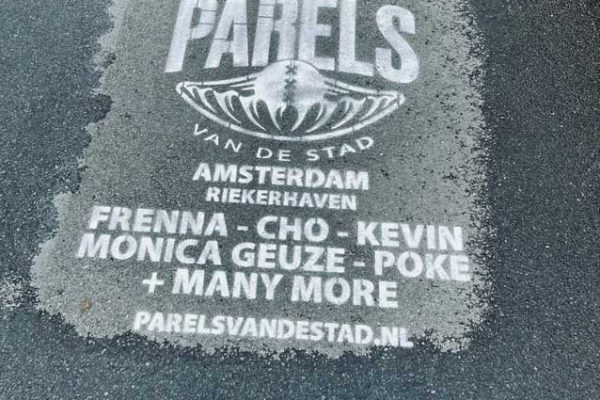 PARELS
VAN DE STAD
AMSTERDAM
RIEKERHAVEN
FRENNA - CHO - KEVIN
MONICA GEUZE - POKE
+ MANY MORE
PARELSVANDESTAD.NL